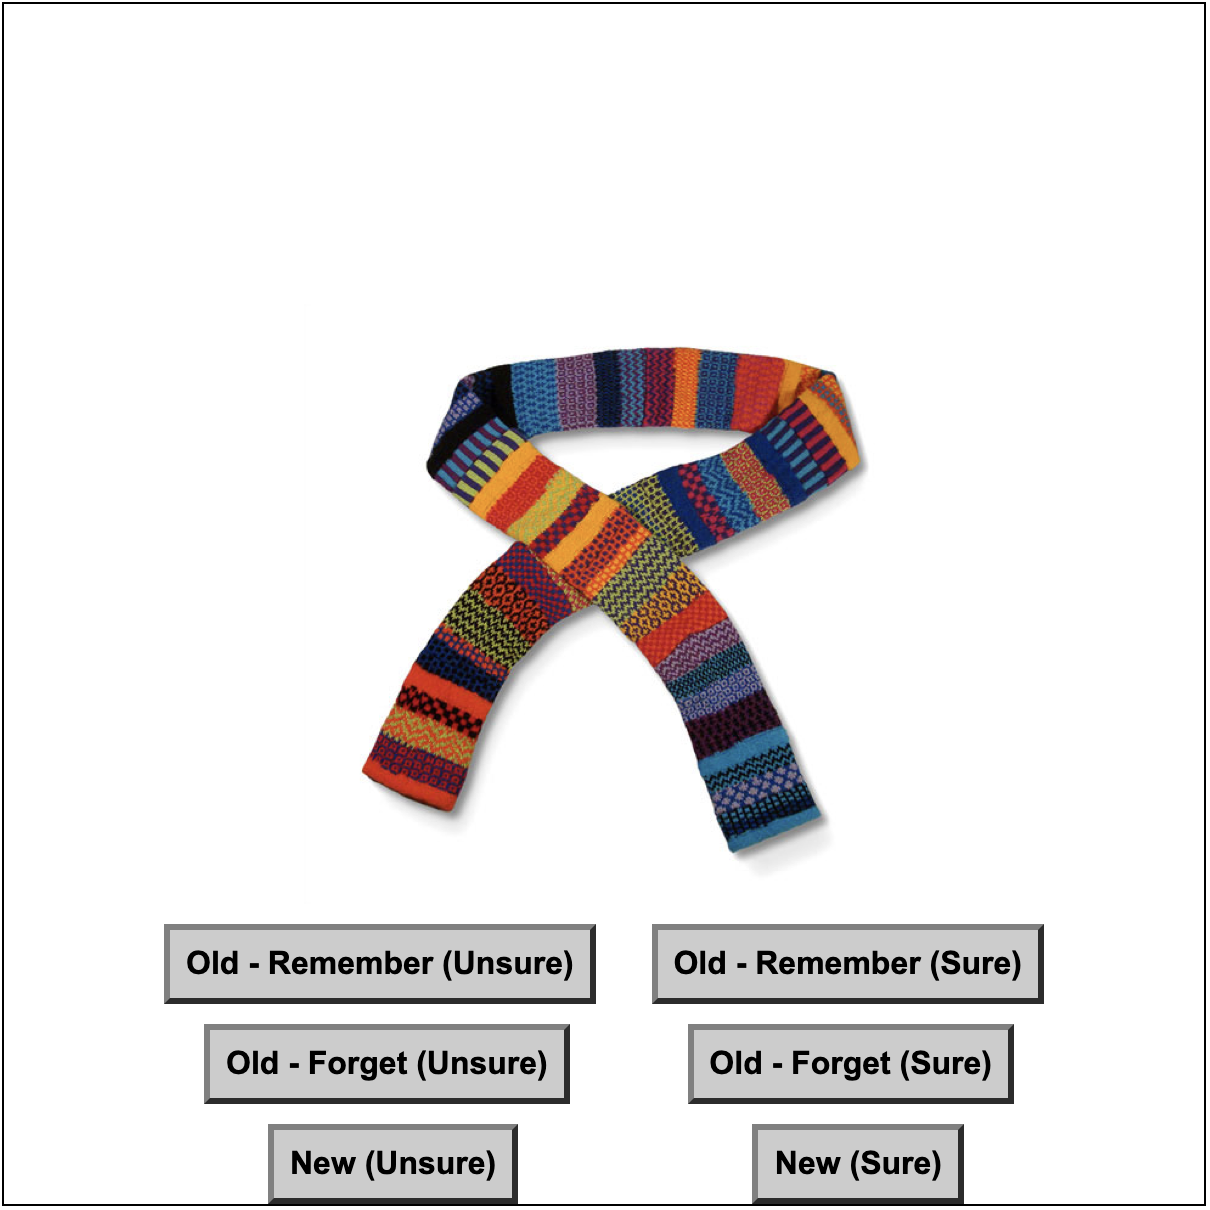 Old - Remember (Unsure)
Old - Remember (Sure)
Old - Forget (Unsure)
Old - Forget (Sure)
New (Unsure)
New (Sure)